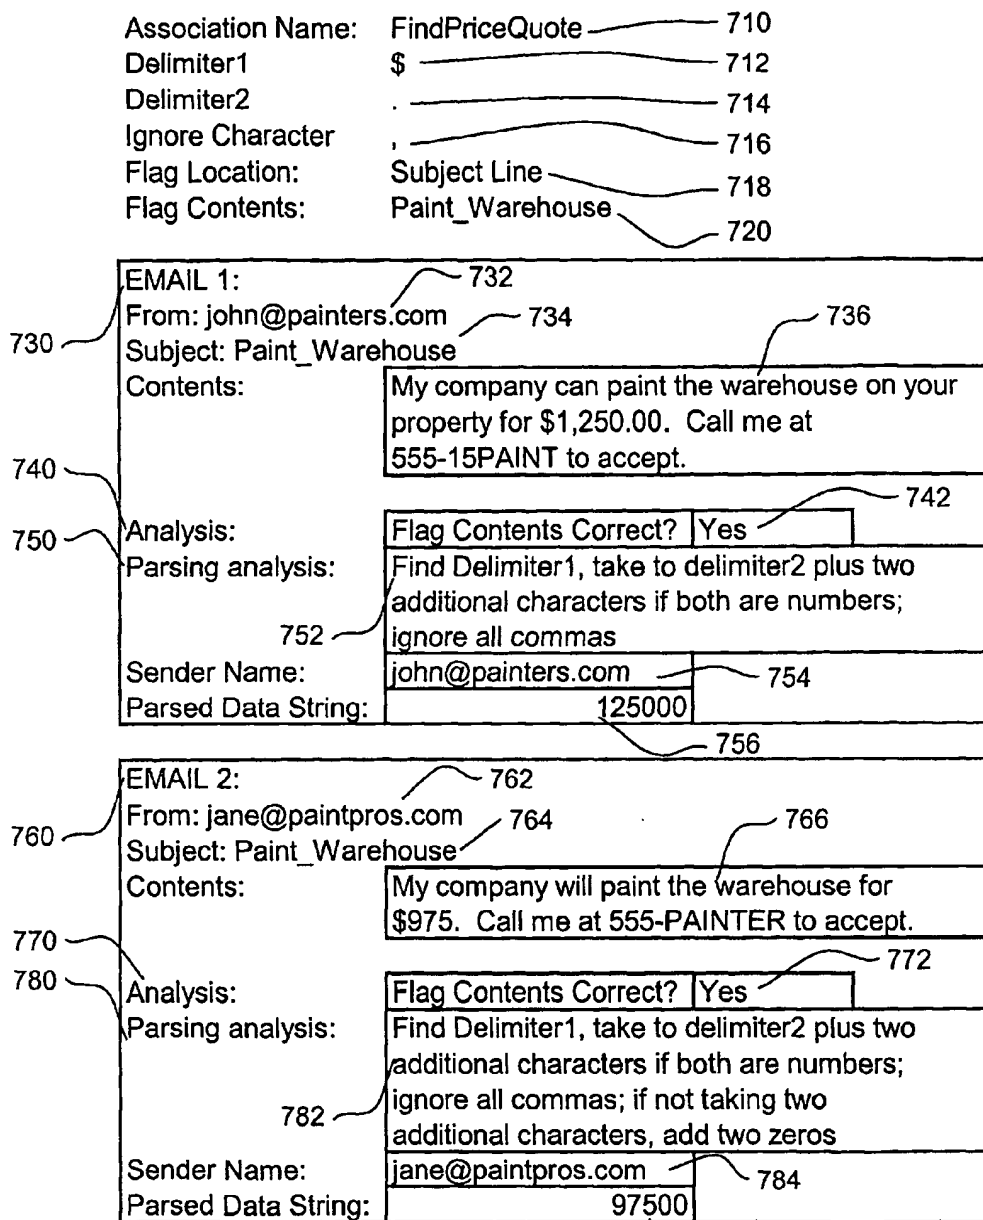 Association Name: FindPriceQuote 710
Delimiter1 $ 712
Delimiter2 . 714
Ignore Character , 716
Flag Location: Subject Line 718
Flag Contents: Paint_Warehouse 720
EMAIL 1: 732
From: john@painters.com 734 736
730 Subject: Paint_Warehouse
Contents: My company can paint the warehouse on your
property for $1,250.00. Call me at
555-15PAINT to accept.
740 742
Analysis: Flag Contents Correct? Yes
750 Parsing analysis: Find Delimiter1, take to delimiter2 plus two
additional characters if both are numbers;
752 ignore all commas
Sender Name: john@painters.com 754
Parsed Data String: 125000
756
EMAIL 2: 762
From: jane@paintpros.com 764 766
760 Subject: Paint_Warehouse
Contents: My company will paint the warehouse for
$975. Call me at 555-PAINTER to accept.
770 772
780 Analysis: Flag Contents Correct? Yes
Parsing analysis: Find Delimiter1, take to delimiter2 plus two
additional characters if both are numbers;
782 ignore all commas; if not taking two
additional characters, add two zeros
Sender Name: jane@paintpros.com 784
Parsed Data String: 97500